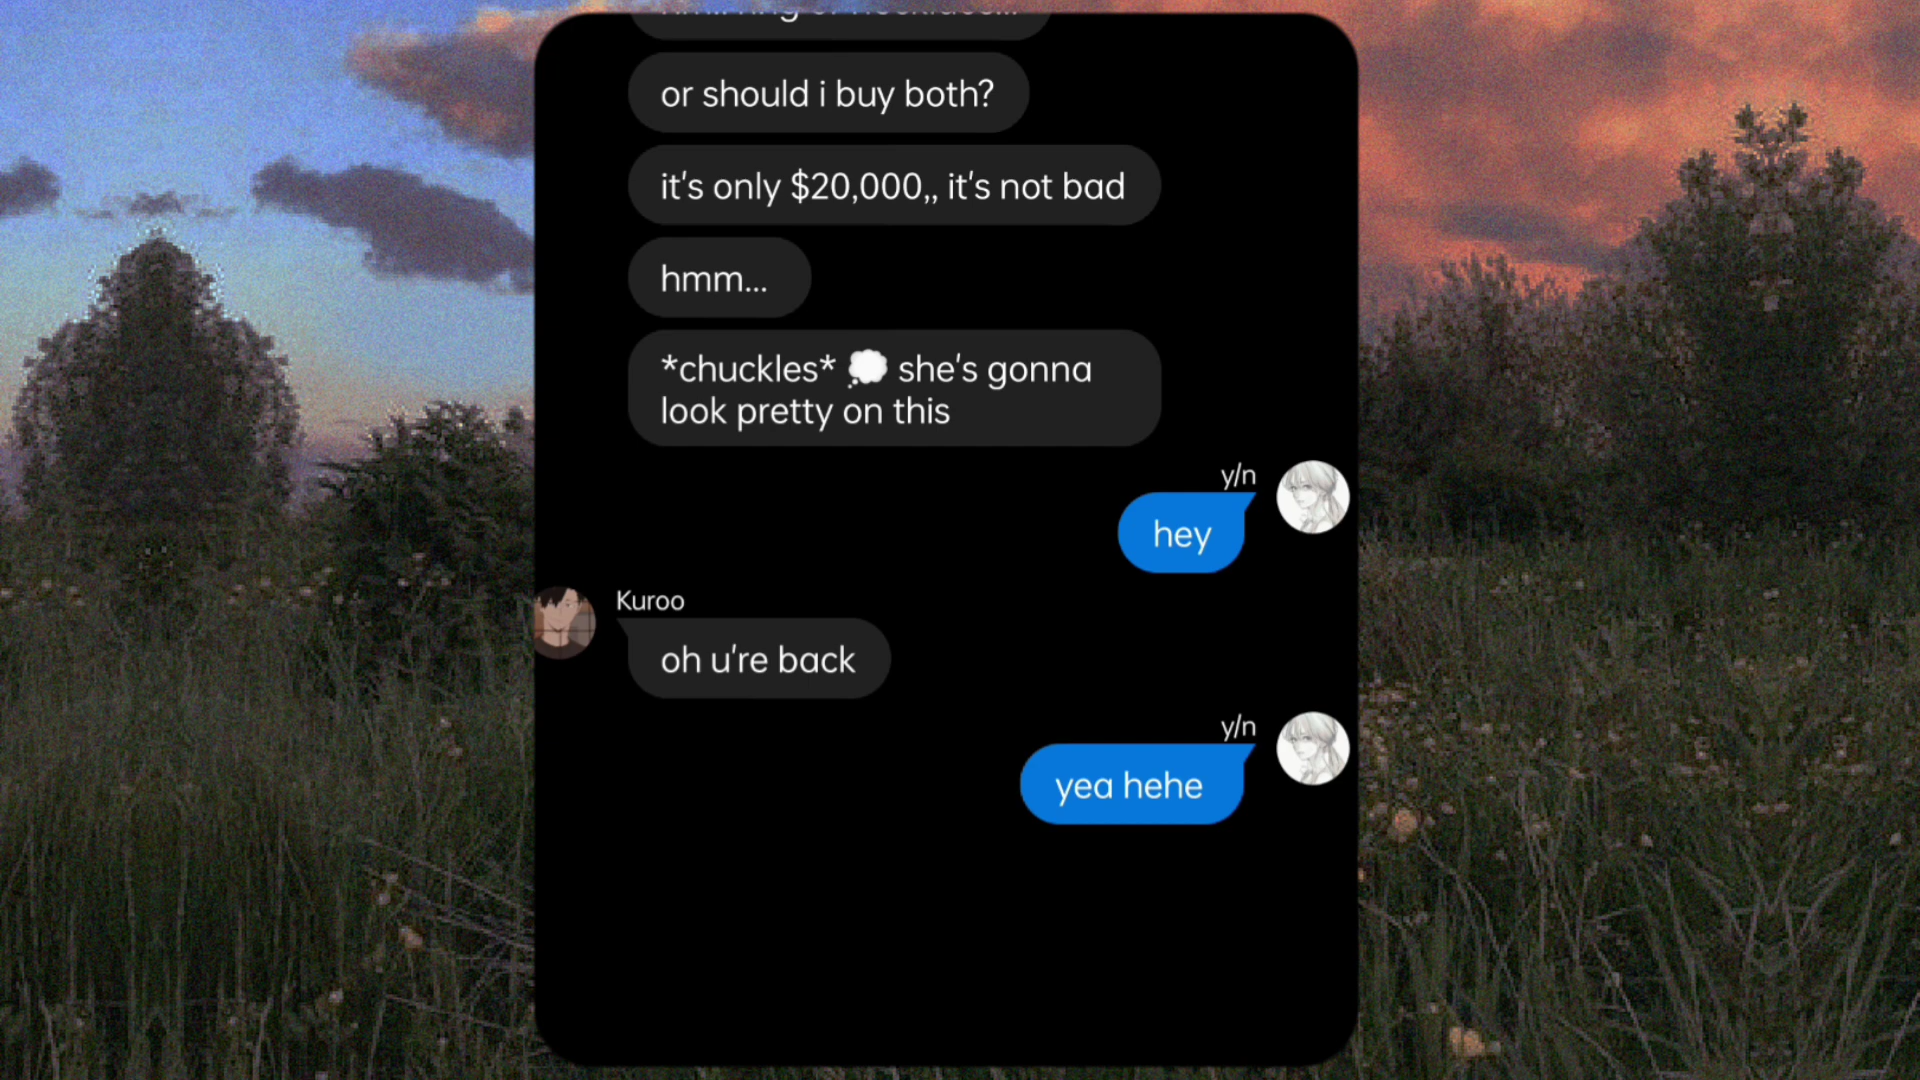 or should i buy both?
it's only $20,000,, it's not bad
hmm...
*chuckles* 💭 she's gonna
look pretty on this
y/n
hey
Kuroo
oh u're back
y/n
yea hehe